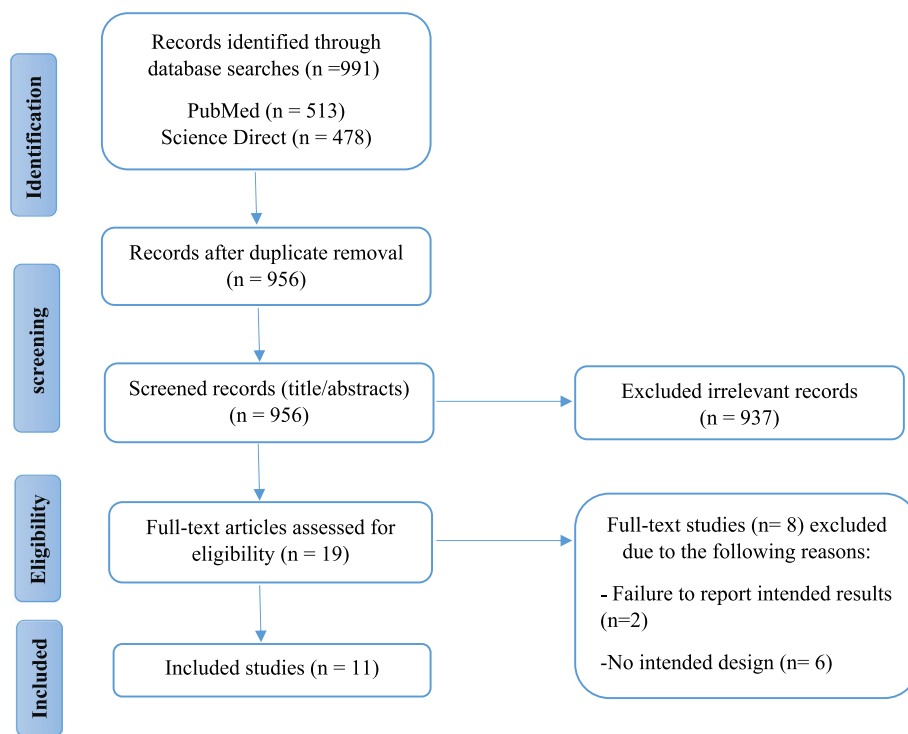 Identification
Records identified through
database searches (n =991)
PubMed (n = 513)
Science Direct (n = 478)
screening
Records after duplicate removal
(n = 956)
Screened records (title/abstracts)
(n = 956)
Excluded irrelevant records
(n = 937)
Eligibility
Full-text articles assessed for
eligibility (n = 19)
Full-text studies (n= 8) excluded
due to the following reasons:
- Failure to report intended results
(n=2)
-No intended design (n= 6)
Included
Included studies (n = 11)